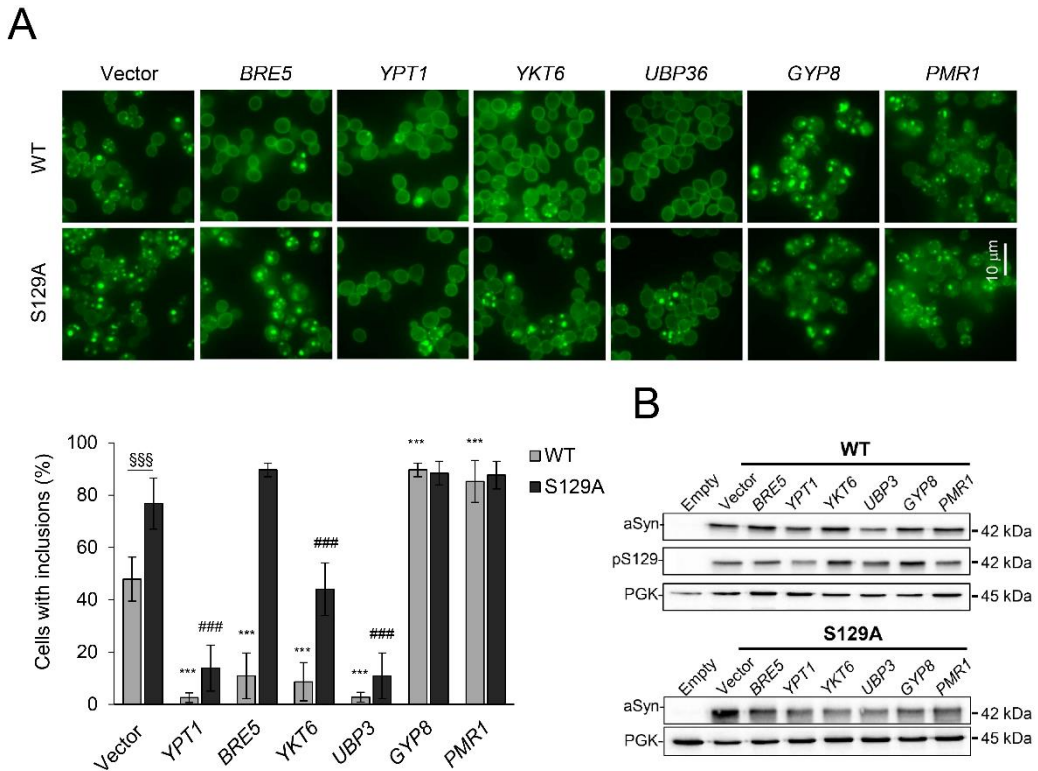 A
Vector BRE5 YPT1 YKT6 UBP36 GYP8 PMR1
WT
S129A
10 µm
Cells with inclusions (%)
100
80
60
40
20
0
§§§
***
###
***
***
###
***
###
***
***
WT
S129A
Vector YPT1 BRE5 YKT6 UBP3 GYP8 PMR1
B
WT
Empty Vector BRE5 YPT1 YKT6 UBP3 GYP8 PMR1
aSyn 42 kDa
pS129 42 kDa
PGK 45 kDa
S129A
Empty Vector BRE5 YPT1 YKT6 UBP3 GYP8 PMR1
aSyn 42 kDa
PGK 45 kDa